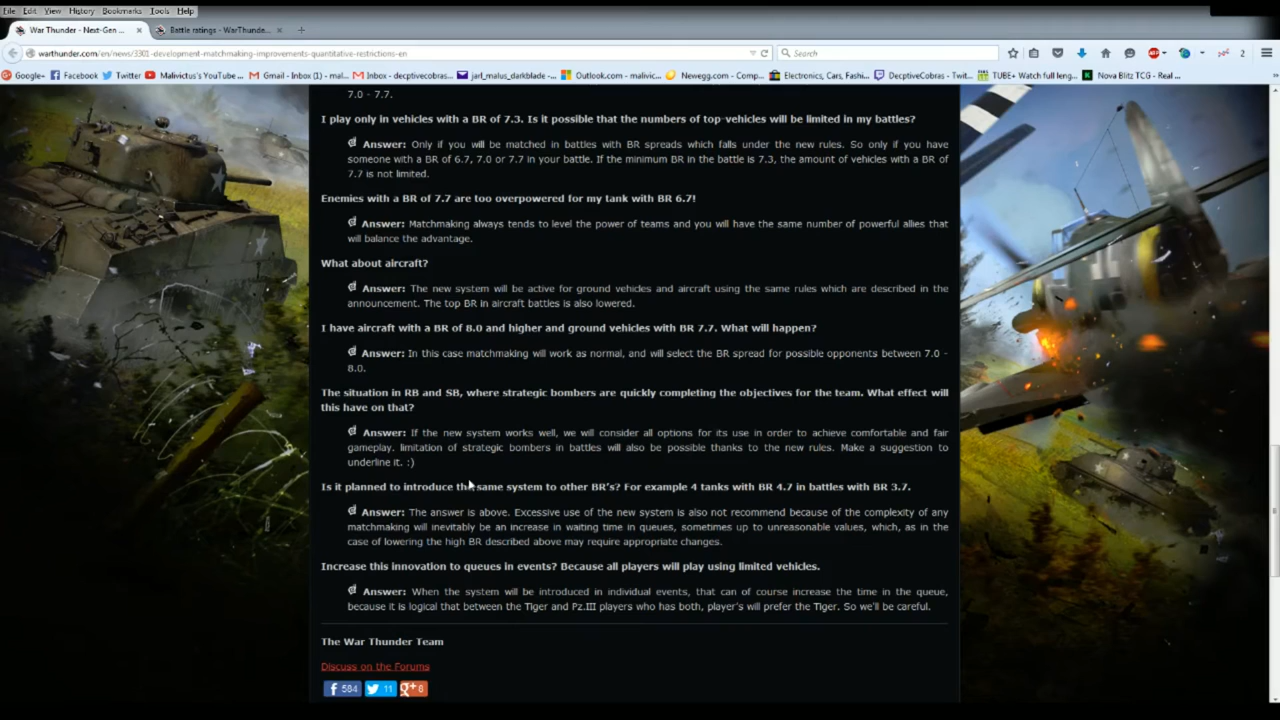 File Edit View History Bookmarks Tools Help
War Thunder - Next-Gen ... × Battle ratings - WarThunde... × +
warthunder.com/en/news/3301-development-matchmaking-improvements-quantitative-restrictions-en Search 2
Google+ Facebook Twitter Malivictus's YouTube ... Gmail - Inbox (1) - mal... Inbox - decptivecobras... jarl_malus_darkblade -... Outlook.com - malivic... Newegg.com - Comp... Electronics, Cars, Fashi... DecptiveCobras - Twit... TUBE+ Watch full leng... Nova Blitz TCG - Real ...
7.0 - 7.7.
I play only in vehicles with a BR of 7.3. Is it possible that the numbers of top-vehicles will be limited in my battles?
Answer: Only if you will be matched in battles with BR spreads which falls under the new rules. So only if you have
someone with a BR of 6.7, 7.0 or 7.7 in your battle. If the minimum BR in the battle is 7.3, the amount of vehicles with a BR of
7.7 is not limited.
Enemies with a BR of 7.7 are too overpowered for my tank with BR 6.7!
Answer: Matchmaking always tends to level the power of teams and you will have the same number of powerful allies that
will balance the advantage.
What about aircraft?
Answer: The new system will be active for ground vehicles and aircraft using the same rules which are described in the
announcement. The top BR in aircraft battles is also lowered.
I have aircraft with a BR of 8.0 and higher and ground vehicles with BR 7.7. What will happen?
Answer: In this case matchmaking will work as normal, and will select the BR spread for possible opponents between 7.0 -
8.0.
The situation in RB and SB, where strategic bombers are quickly completing the objectives for the team. What effect will
this have on that?
Answer: If the new system works well, we will consider all options for its use in order to achieve comfortable and fair
gameplay. limitation of strategic bombers in battles will also be possible thanks to the new rules. Make a suggestion to
underline it. :)
Is it planned to introduce the same system to other BR's? For example 4 tanks with BR 4.7 in battles with BR 3.7.
Answer: The answer is above. Excessive use of the new system is also not recommend because of the complexity of any
matchmaking will inevitably be an increase in waiting time in queues, sometimes up to unreasonable values, which, as in the
case of lowering the high BR described above may require appropriate changes.
Increase this innovation to queues in events? Because all players will play using limited vehicles.
Answer: When the system will be introduced in individual events, that can of course increase the time in the queue,
because it is logical that between the Tiger and Pz.III players who has both, player's will prefer the Tiger. So we'll be careful.
The War Thunder Team
Discuss on the Forums
584 11 8+ 6